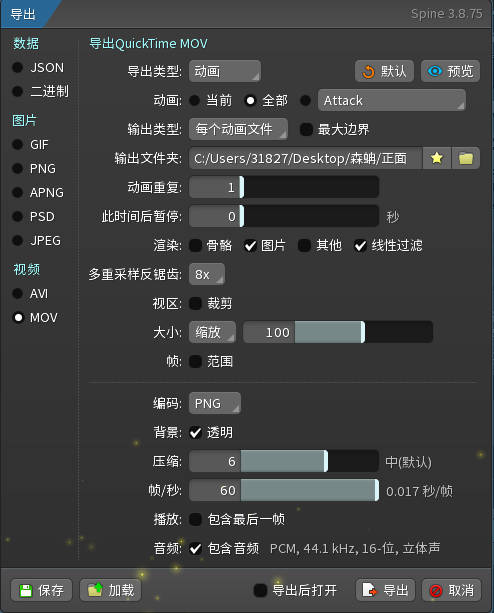 导出 Spine 3.8.75
数据
JSON
二进制
图片
GIF
PNG
APNG
PSD
JPEG
视频
AVI
MOV
导出QuickTime MOV
导出类型: 动画 默认 预览
动画: 当前 全部 Attack
输出类型: 每个动画文件 最大边界
输出文件夹: C:/Users/31827/Desktop/森蚺/正面
动画重复: 1
此时间后暂停: 0 秒
渲染: 骨骼 图片 其他 线性过滤
多重采样反锯齿: 8x
视区: 裁剪
大小: 缩放 100
帧: 范围
编码: PNG
背景: 透明
压缩: 6 中(默认)
帧/秒: 60 0.017 秒/帧
播放: 包含最后一帧
音频: 包含音频 PCM, 44.1 kHz, 16-位, 立体声
保存 加载 导出后打开 导出 取消